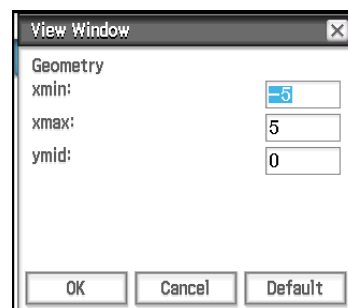 View Window
Geometry
xmin: -5
xmax: 5
ymid: 0
OK Cancel Default